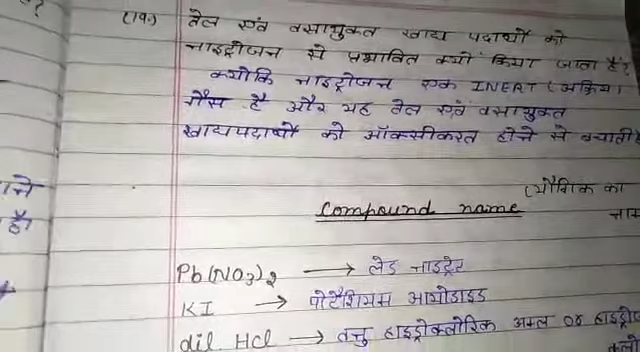 (19.) तेल एवं वसायुक्त खाद्य पदार्थो को
नाइट्रोजन से प्रभावित क्यों किया जाता है?
क्योकि नाइट्रोजन एक INERT (अक्रिय
गैस है और यह तेल एवं वसायुक्त
खाद्यपदार्थो को ऑक्सीकरत होने से बचाती
ने
है।
(यौगिक का
Compound name नाम
Pb(NO3)2 → लेड नाइट्रेट
KI → पोटैशियम आयोडाइड
dil HCl → तनु हाइड्रोक्लोरिक अम्ल OR हाइड्रो
क्लो